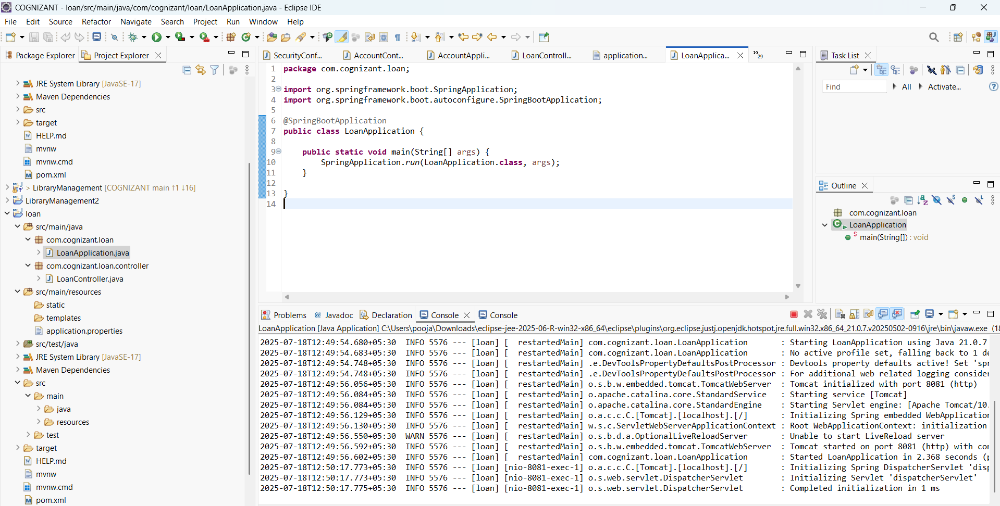 COGNIZANT - loan/src/main/java/com/cognizant/loan/LoanApplication.java - Eclipse IDE
File Edit Source Refactor Navigate Search Project Run Window Help
Package Explorer Project Explorer
JRE System Library [JavaSE-17]
Maven Dependencies
src
target
HELP.md
mvnw
mvnw.cmd
pom.xml
> LibraryManagement [COGNIZANT main ↑1 ↓16]
LibraryManagement2
loan
src/main/java
com.cognizant.loan
LoanApplication.java
com.cognizant.loan.controller
LoanController.java
src/main/resources
static
templates
application.properties
src/test/java
JRE System Library [JavaSE-17]
Maven Dependencies
src
main
java
resources
test
target
HELP.md
mvnw
mvnw.cmd
pom.xml
SecurityConf... AccountCont... AccountAppli... LoanControll... application... LoanApplica... »29
1 package com.cognizant.loan;
2
3 import org.springframework.boot.SpringApplication;
4 import org.springframework.boot.autoconfigure.SpringBootApplication;
5
6 @SpringBootApplication
7 public class LoanApplication {
8
9 public static void main(String[] args) {
10 SpringApplication.run(LoanApplication.class, args);
11 }
12
13 }
14
Task List
Find All Activate...
Outline
com.cognizant.loan
LoanApplication
main(String[]) : void
Problems @ Javadoc Declaration Console Console
LoanApplication [Java Application] C:\Users\pooja\Downloads\eclipse-jee-2025-06-R-win32-x86_64\eclipse\plugins\org.eclipse.justj.openjdk.hotspot.jre.full.win32.x86_64_21.0.7.v20250502-0916\jre\bin\javaw.exe (18
2025-07-18T12:49:54.680+05:30 INFO 5576 --- [loan] [ restartedMain] com.cognizant.loan.LoanApplication : Starting LoanApplication using Java 21.0.7
2025-07-18T12:49:54.683+05:30 INFO 5576 --- [loan] [ restartedMain] com.cognizant.loan.LoanApplication : No active profile set, falling back to 1 de
2025-07-18T12:49:54.748+05:30 INFO 5576 --- [loan] [ restartedMain] .e.DevToolsPropertyDefaultsPostProcessor : Devtools property defaults active! Set 'spr
2025-07-18T12:49:54.748+05:30 INFO 5576 --- [loan] [ restartedMain] .e.DevToolsPropertyDefaultsPostProcessor : For additional web related logging consider
2025-07-18T12:49:56.056+05:30 INFO 5576 --- [loan] [ restartedMain] o.s.b.w.embedded.tomcat.TomcatWebServer : Tomcat initialized with port 8081 (http)
2025-07-18T12:49:56.084+05:30 INFO 5576 --- [loan] [ restartedMain] o.apache.catalina.core.StandardService : Starting service [Tomcat]
2025-07-18T12:49:56.084+05:30 INFO 5576 --- [loan] [ restartedMain] o.apache.catalina.core.StandardEngine : Starting Servlet engine: [Apache Tomcat/10.
2025-07-18T12:49:56.129+05:30 INFO 5576 --- [loan] [ restartedMain] o.a.c.c.C.[Tomcat].[localhost].[/] : Initializing Spring embedded WebApplication
2025-07-18T12:49:56.130+05:30 INFO 5576 --- [loan] [ restartedMain] w.s.c.ServletWebServerApplicationContext : Root WebApplicationContext: initialization
2025-07-18T12:49:56.550+05:30 WARN 5576 --- [loan] [ restartedMain] o.s.b.d.a.OptionalLiveReloadServer : Unable to start LiveReload server
2025-07-18T12:49:56.592+05:30 INFO 5576 --- [loan] [ restartedMain] o.s.b.w.embedded.tomcat.TomcatWebServer : Tomcat started on port 8081 (http) with con
2025-07-18T12:49:56.602+05:30 INFO 5576 --- [loan] [ restartedMain] com.cognizant.loan.LoanApplication : Started LoanApplication in 2.368 seconds (p
2025-07-18T12:50:17.773+05:30 INFO 5576 --- [loan] [nio-8081-exec-1] o.a.c.c.C.[Tomcat].[localhost].[/] : Initializing Spring DispatcherServlet 'disp
2025-07-18T12:50:17.773+05:30 INFO 5576 --- [loan] [nio-8081-exec-1] o.s.web.servlet.DispatcherServlet : Initializing Servlet 'dispatcherServlet'
2025-07-18T12:50:17.775+05:30 INFO 5576 --- [loan] [nio-8081-exec-1] o.s.web.servlet.DispatcherServlet : Completed initialization in 1 ms